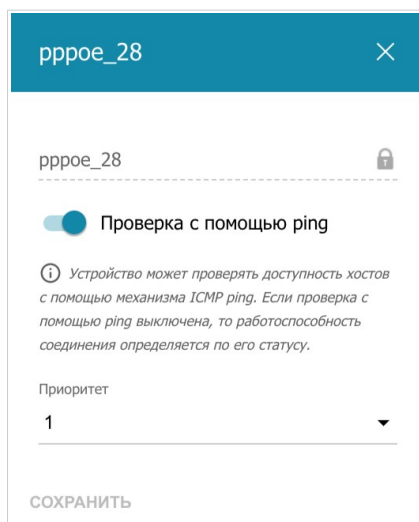 pppoe_28
pppoe_28
Проверка с помощью ping
Устройство может проверять доступность хостов
с помощью механизма ICMP ping. Если проверка с
помощью ping выключена, то работоспособность
соединения определяется по его статусу.
Приоритет
1
СОХРАНИТЬ